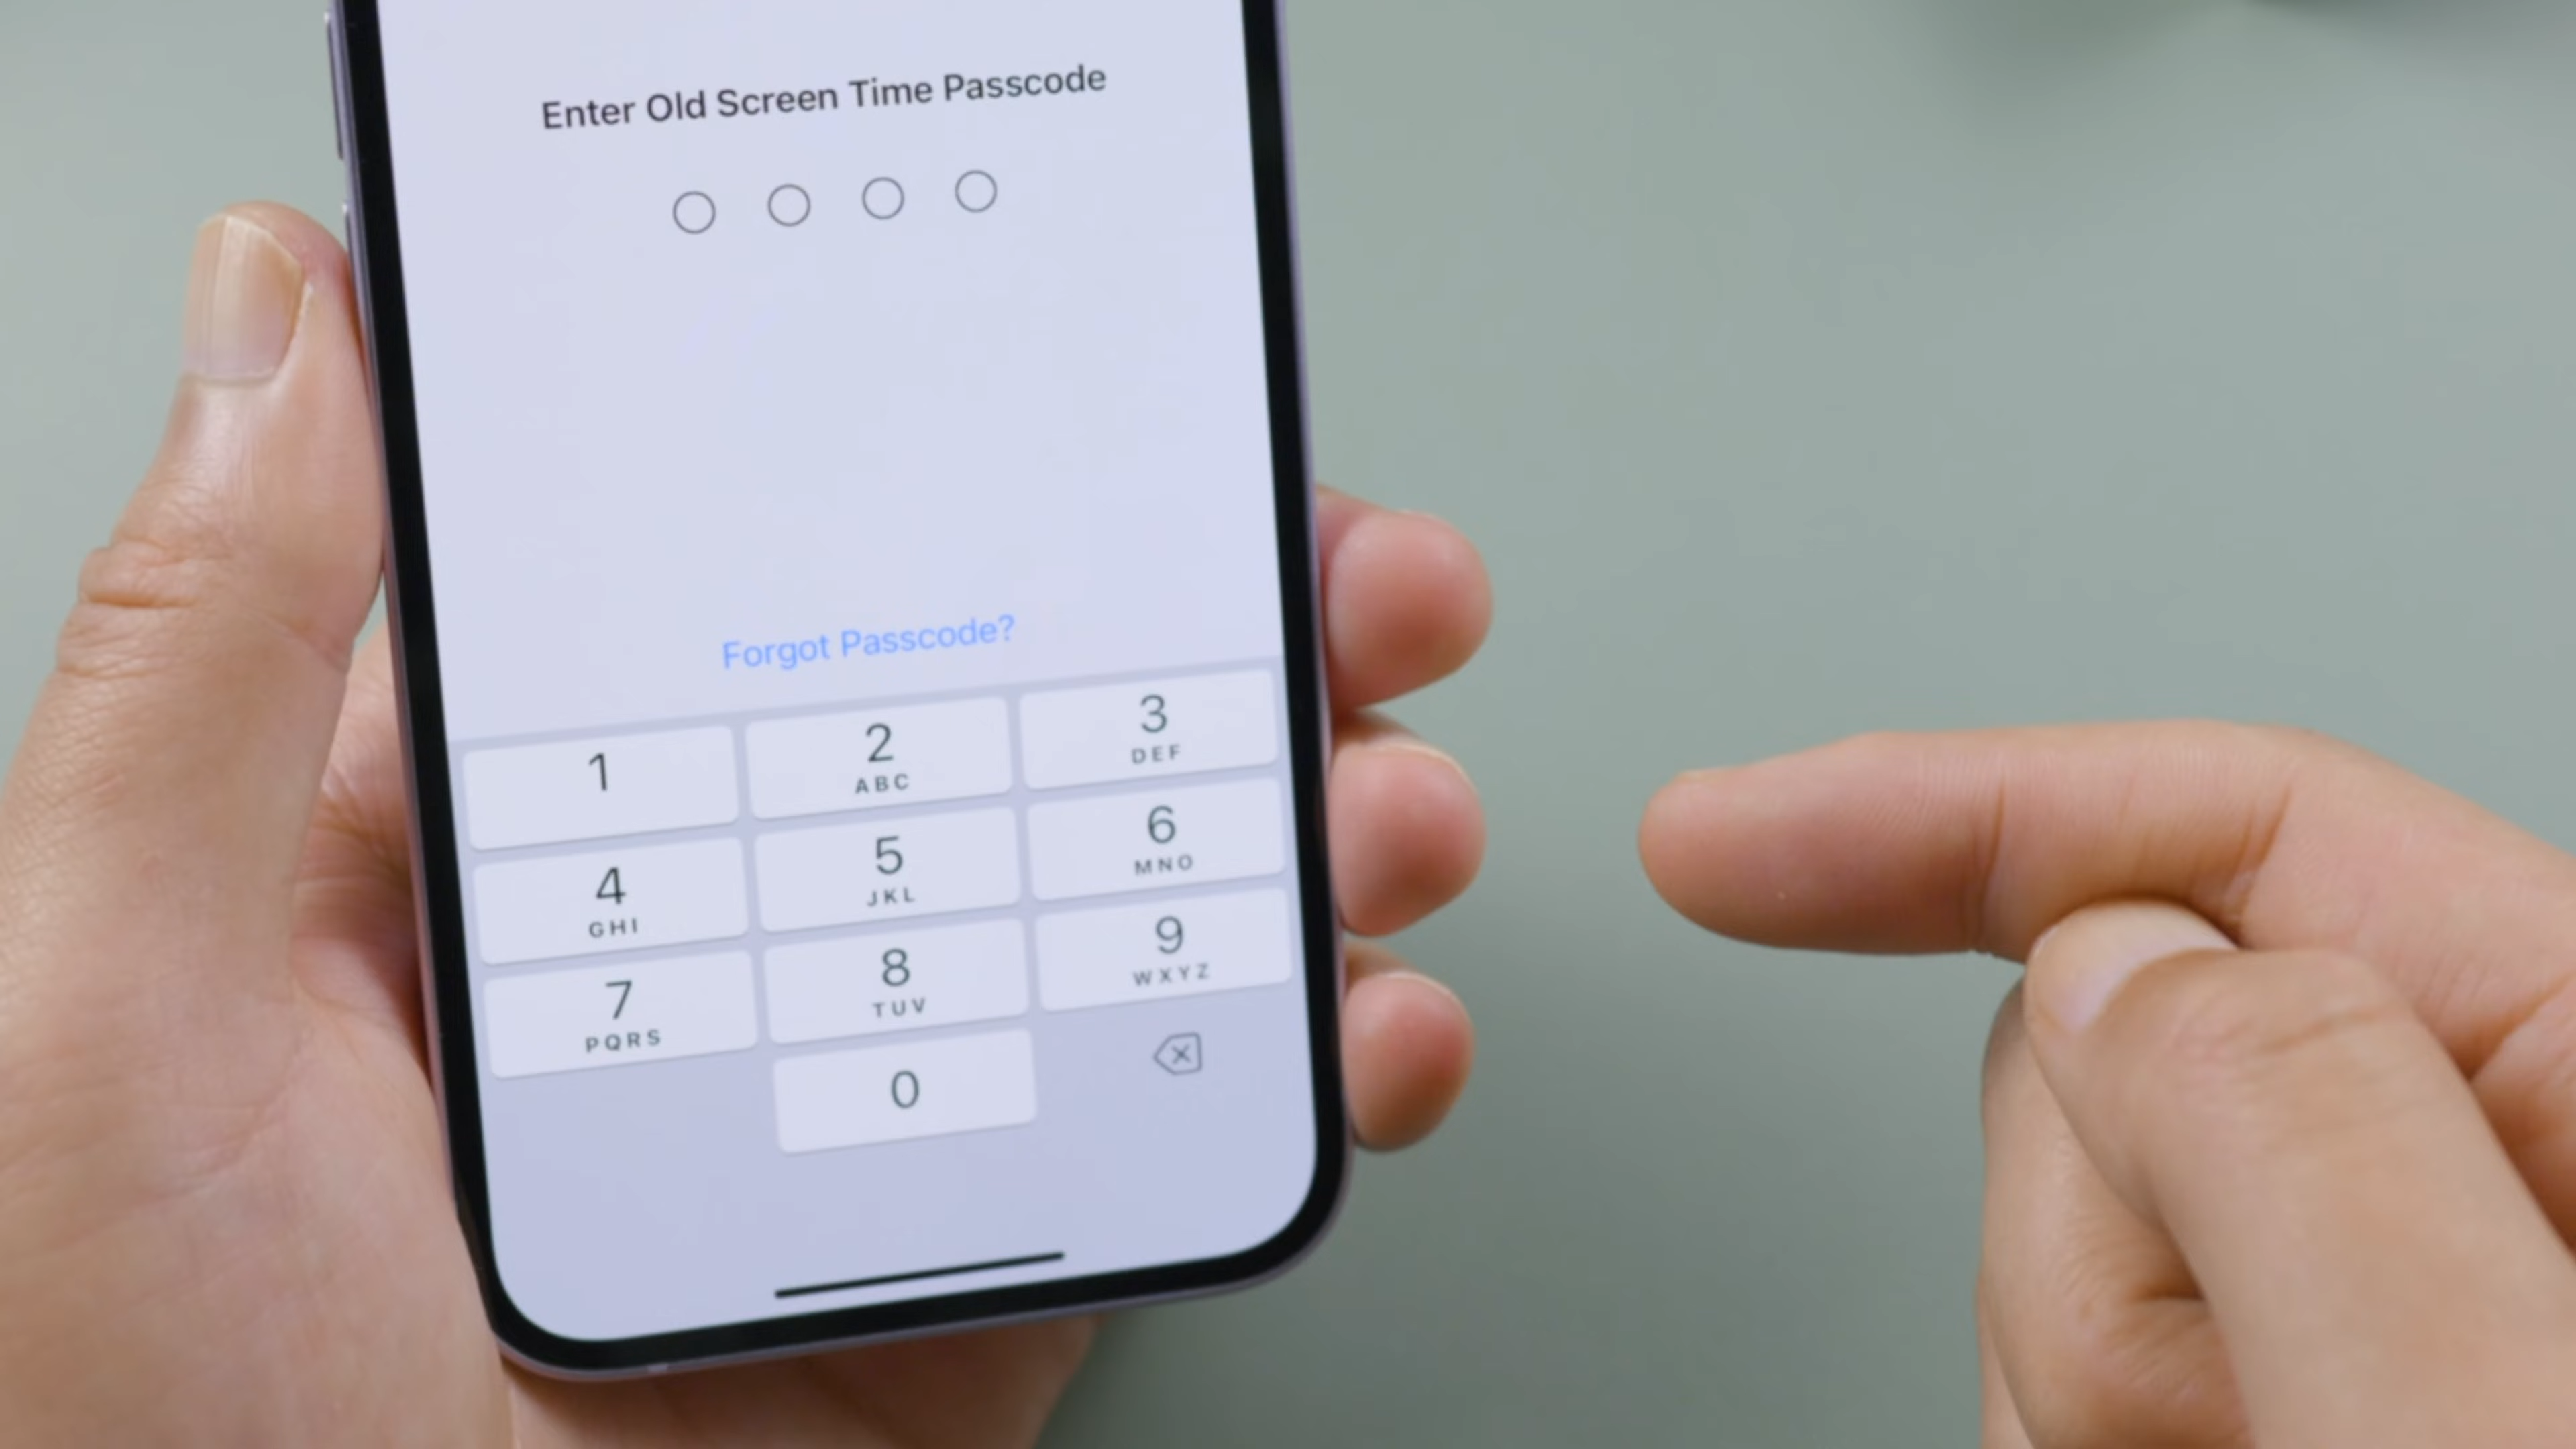 Enter Old Screen Time Passcode
Forgot Passcode?
1
2
ABC
3
DEF
4
GHI
5
JKL
6
MNO
7
PQRS
8
TUV
9
WXYZ
0